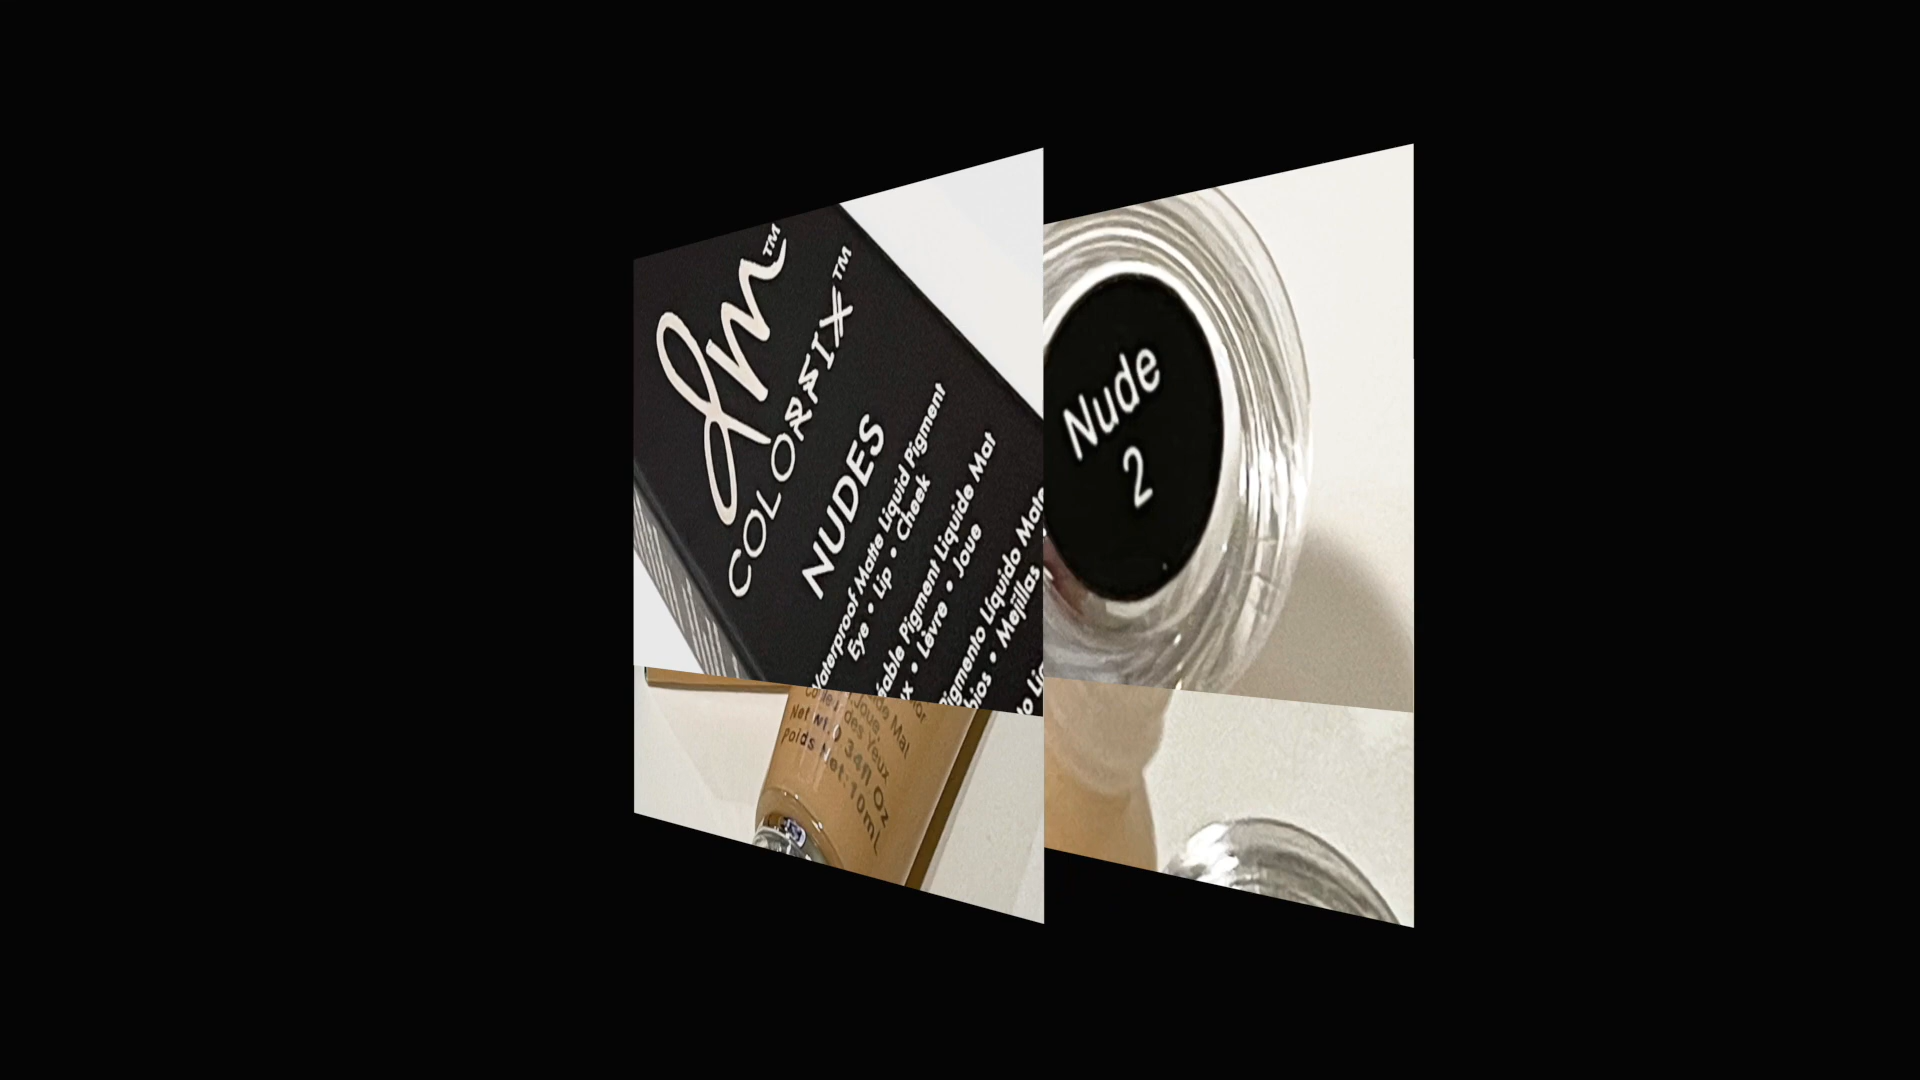 dm™
COLORFIX™
NUDES
Waterproof Matte Liquid Pigment
Eye • Lip • Cheek
Pigment Liquide Mat
• Lèvre • Joue
Pigmento Líquido Mate
• Mejillas
Mat
Joue,
des Yeux
Net wt. 0.34fl Oz
Poids Net: 10mL
Nude
2